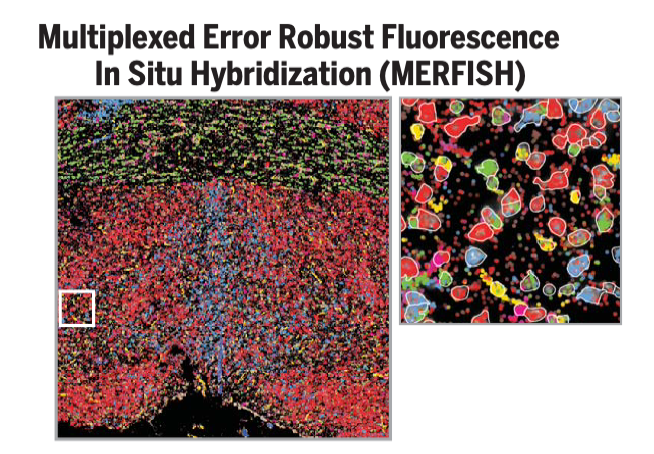 Multiplexed Error Robust Fluorescence
In Situ Hybridization (MERFISH)